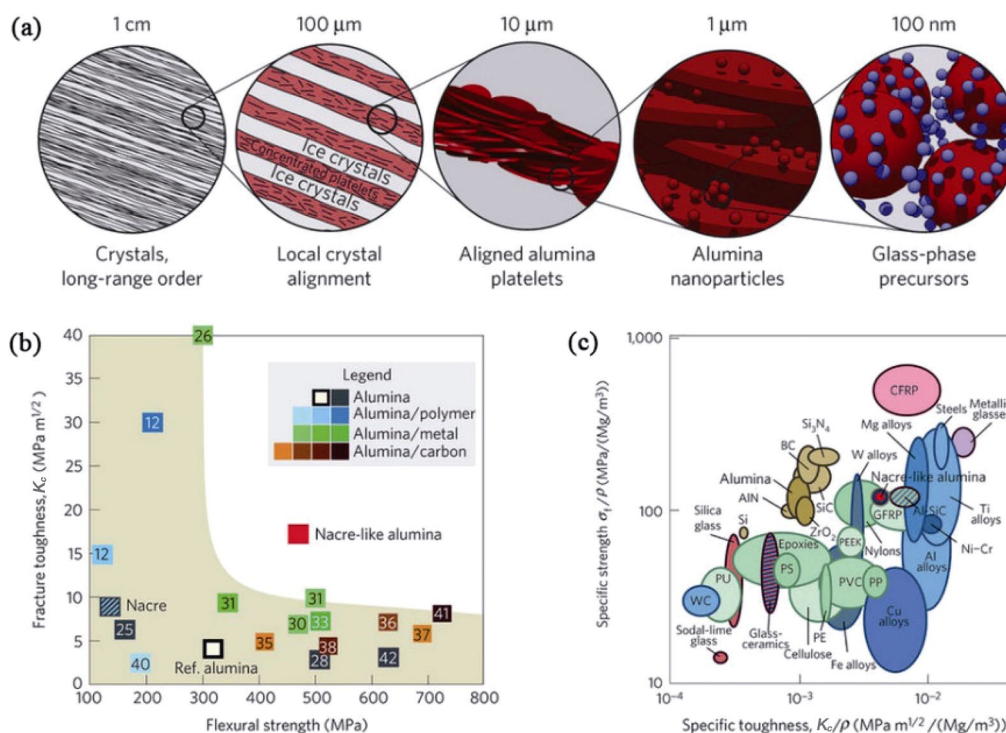 (a)
1 cm
100 μm
10 μm
1 μm
100 nm
Ice crystals
Concentrated platelets
Ice crystals
Crystals,
long-range order
Local crystal
alignment
Aligned alumina
platelets
Alumina
nanoparticles
Glass-phase
precursors
(b)
Fracture toughness, Kc (MPa m1/2)
40
35
30
25
20
15
10
5
0
26
12
12
Legend
Alumina
Alumina/polymer
Alumina/metal
Alumina/carbon
Nacre-like alumina
Nacre
25
40
31
Ref. alumina
35
30
31
33
38
28
36
42
37
41
100
200
300
400
500
600
700
800
Flexural strength (MPa)
(c)
Specific strength σf/ρ (MPa/(Mg/m3))
1,000
100
10
CFRP
Metallic
glasse
Steels
Mg alloys
Si3N4
BC
W alloys
Alumina
Nacre-like alumina
AlN
SiC
GFRP
Al-SiC
Ti
alloys
Silica
glass
Si
ZrO2
PEEK
Nylons
Ni–Cr
Epoxies
PU
PS
PVC
PP
Al
alloys
WC
Cu
alloys
Sodal-lime
glass
Glass-
ceramics
PE
Cellulose
Fe alloys
10−4
10−3
10−2
Specific toughness, Kc/ρ (MPa m1/2/(Mg/m3))